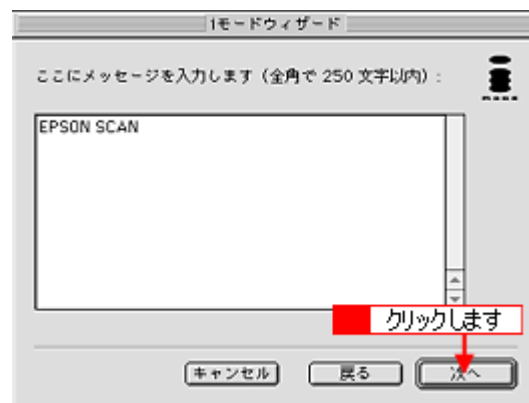 iモードウィザード
ここにメッセージを入力します（全角で 250 文字以内）:
EPSON SCAN
クリックします
キャンセル
戻る
次へ